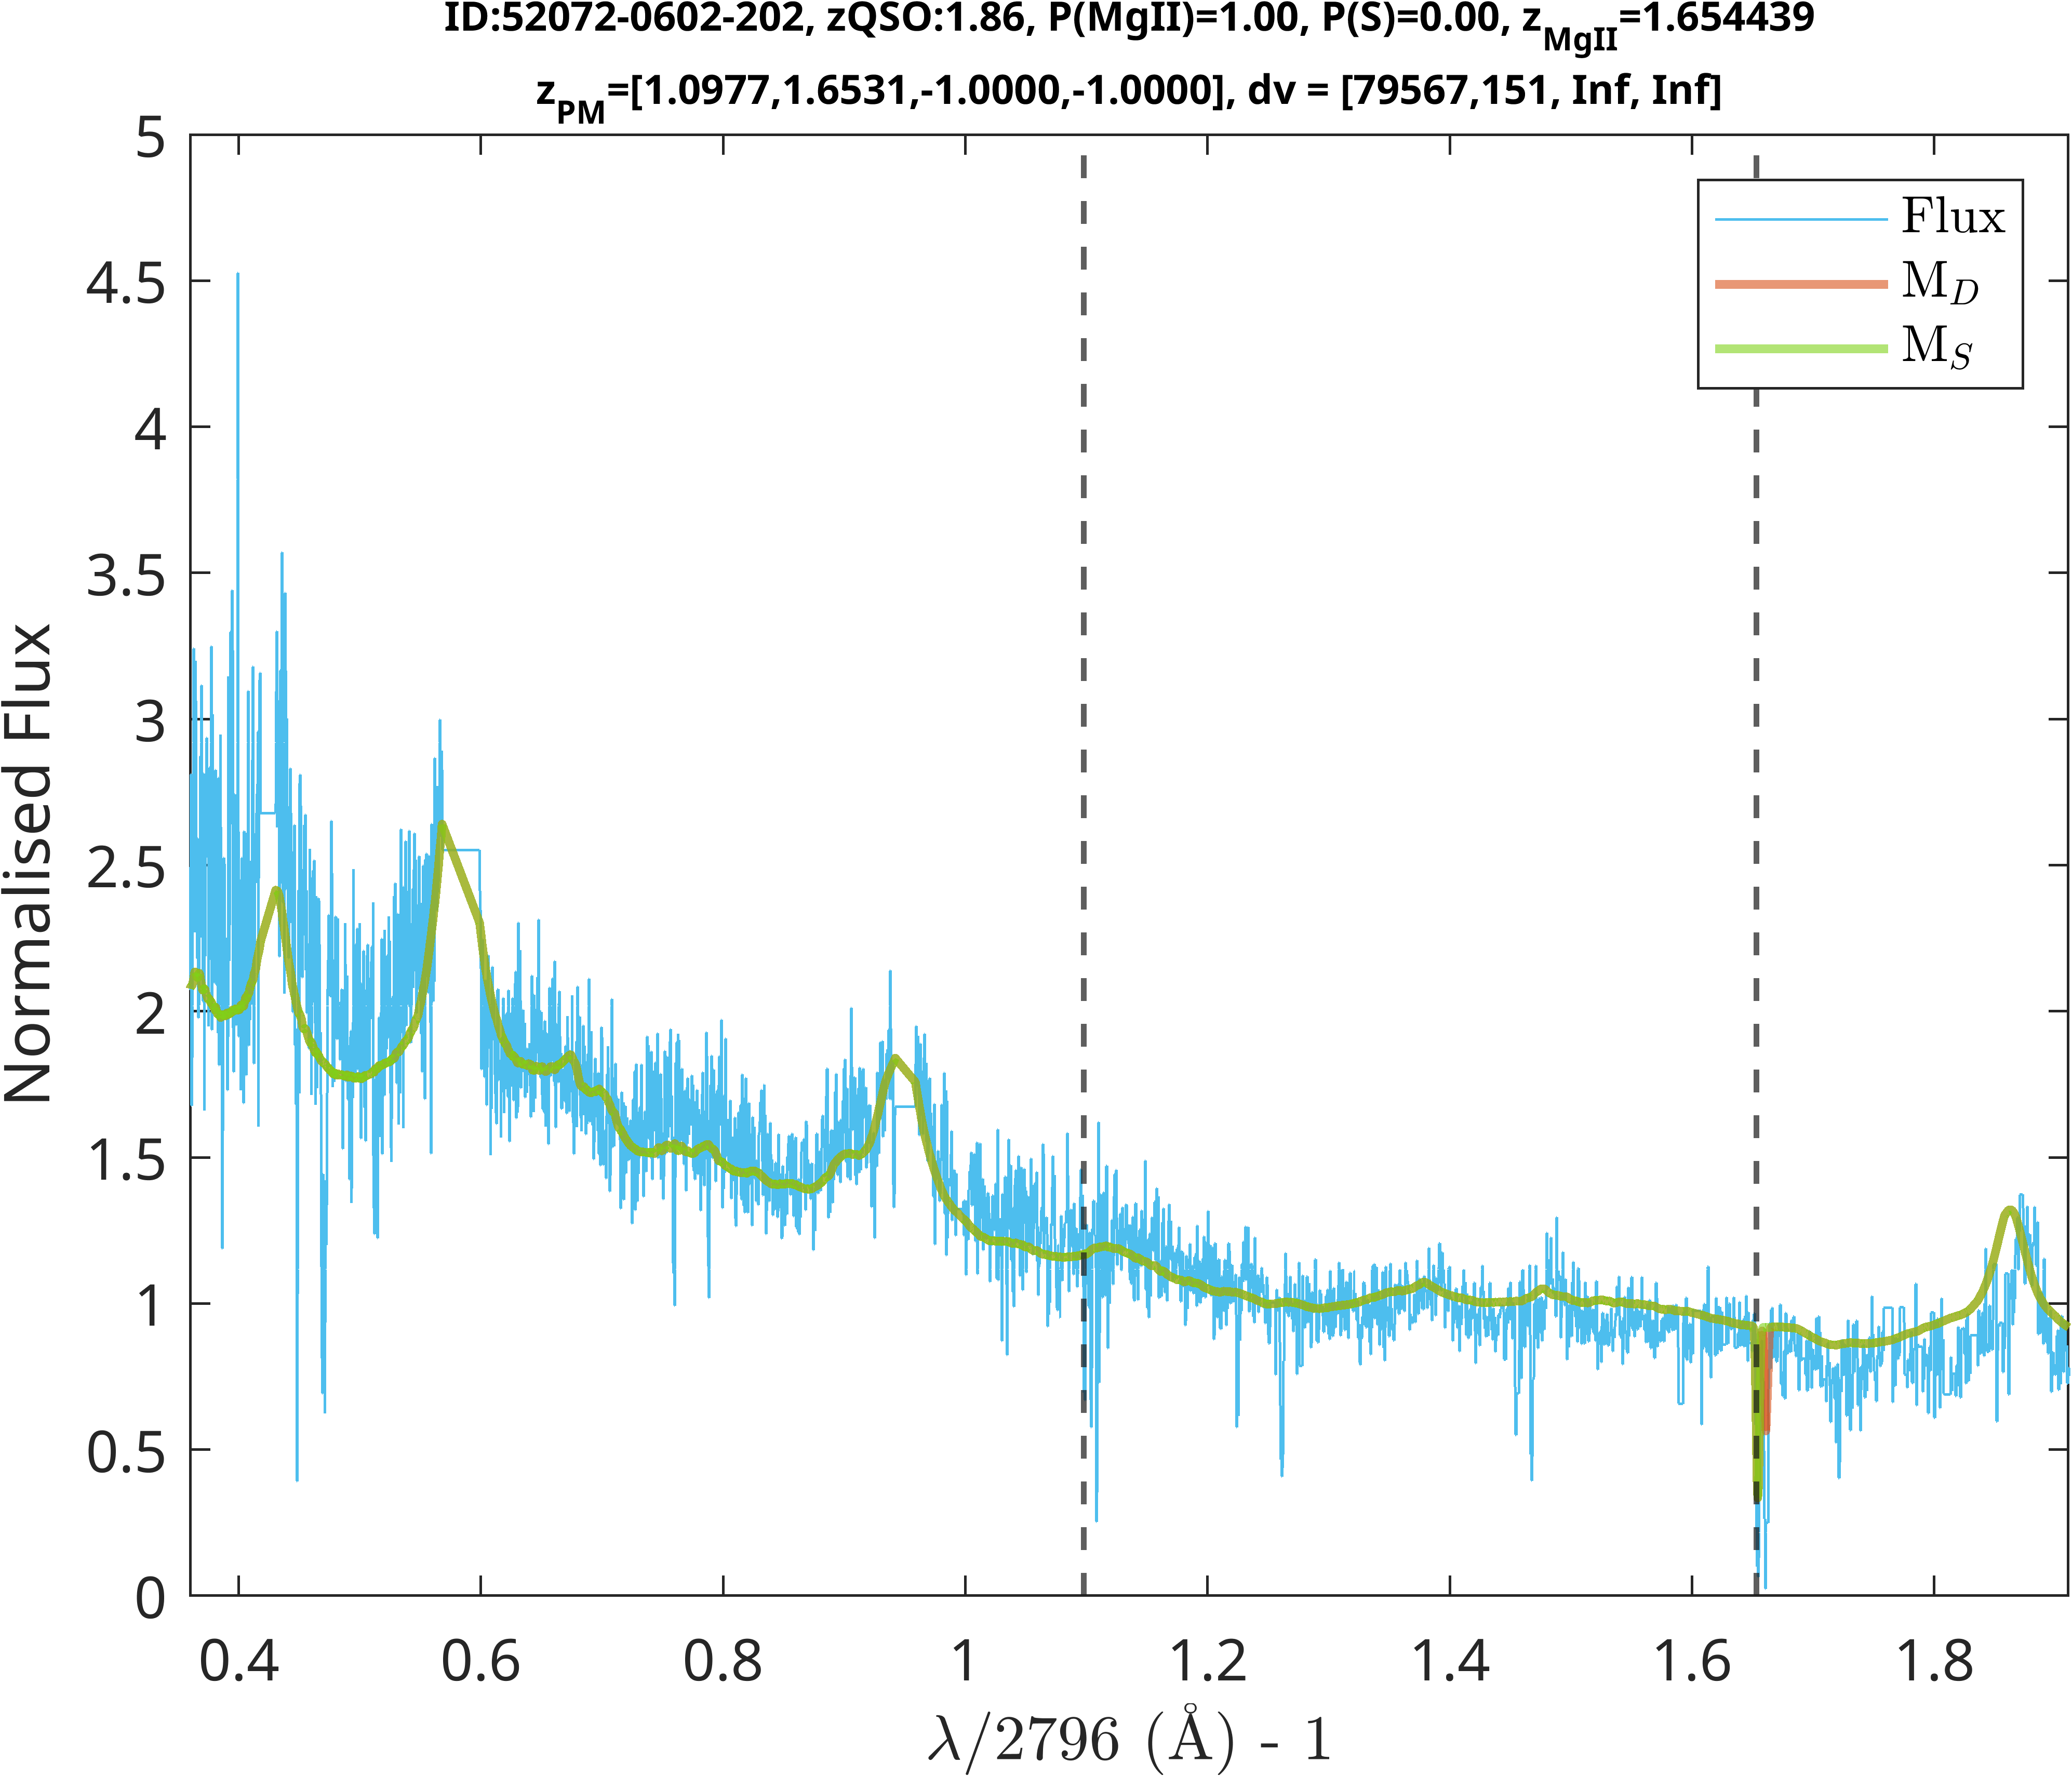 ID:52072-0602-202, zQSO:1.86, P(MgII)=1.00, P(S)=0.00, zMgII=1.654439
zPM=[1.0977,1.6531,-1.0000,-1.0000], dv = [79567,151, Inf, Inf]
5
4.5
4
3.5
3
2.5
2
1.5
1
0.5
0
Normalised Flux
Flux
MD
MS
0.4 0.6 0.8 1 1.2 1.4 1.6 1.8
λ/2796 (Å) - 1